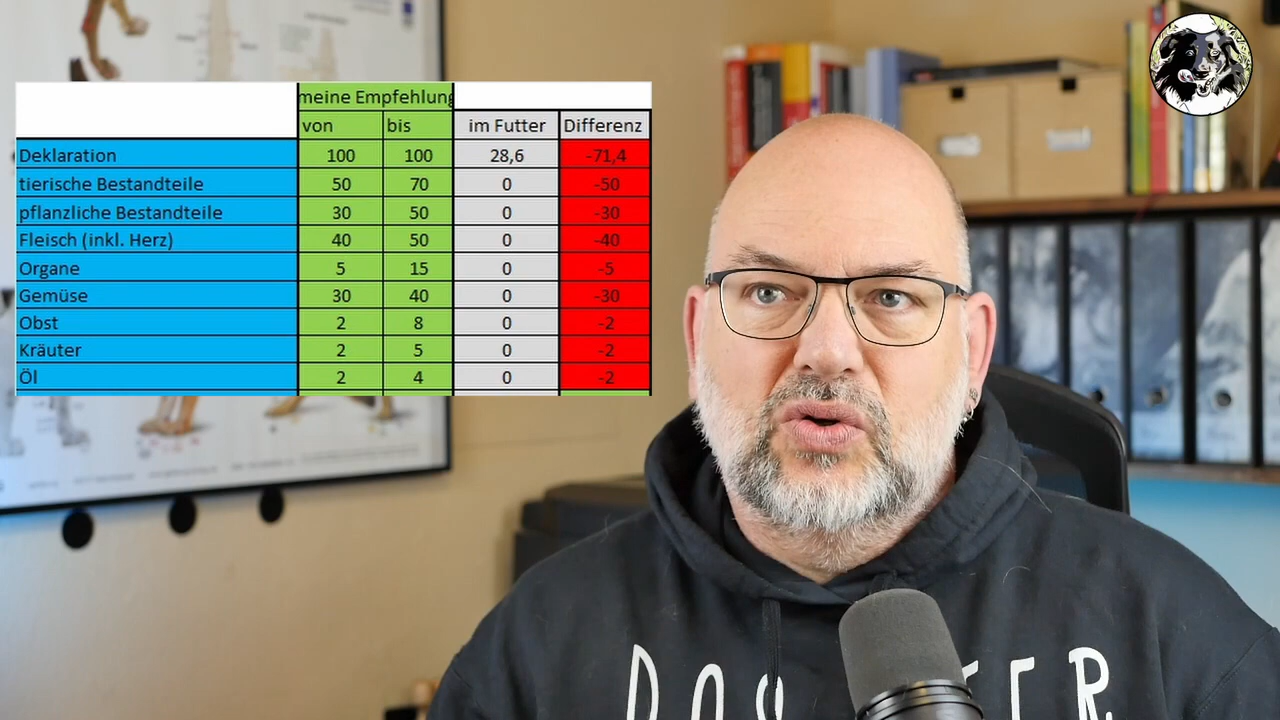 meine Empfehlung
von bis im Futter Differenz
Deklaration 100 100 28,6 -71,4
tierische Bestandteile 50 70 0 -50
pflanzliche Bestandteile 30 50 0 -30
Fleisch (inkl. Herz) 40 50 0 -40
Organe 5 15 0 -5
Gemüse 30 40 0 -30
Obst 2 8 0 -2
Kräuter 2 5 0 -2
Öl 2 4 0 -2